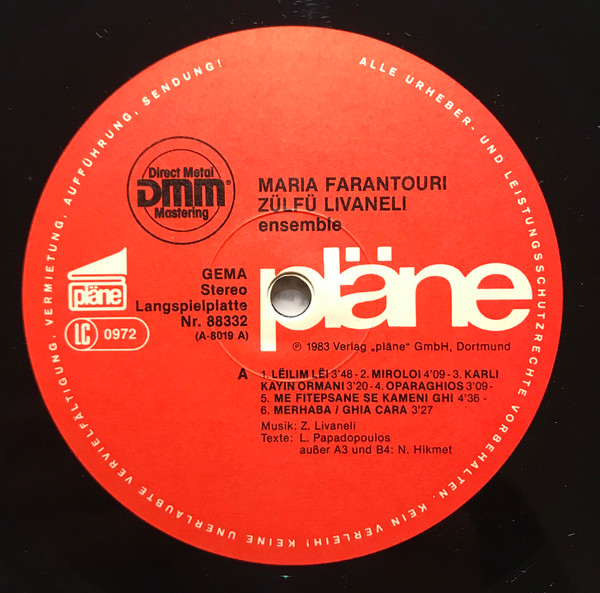 ALLE URHEBER- UND LEISTUNGSSCHUTZRECHTE VORBEHALTEN. KEIN VERLEIH! KEINE UNERLAUBTE VERVIELFÄLTIGUNG, VERMIETUNG, AUFFÜHRUNG, SENDUNG!
Direct Metal
DMM®
Mastering
MARIA FARANTOURI
ZÜLFÜ LIVANELI
ensemble
pläne
GEMA
Stereo
Langspielplatte
Nr. 88332
(A-8019 A)
pläne
LC 0972
℗ 1983 Verlag „pläne" GmbH, Dortmund
A 1. LÉILIM LÉI 3'48 - 2. MIROLOI 4'09 - 3. KARLI
KAYIN ORMANI 3'20 - 4. OPARAGHIOS 3'09 -
5. ME FITEPSANE SE KAMENI GHI 4'36 -
6. MERHABA / GHIA CARA 3'27
Musik: Z. Livaneli
Texte: L. Papadopoulos
außer A3 und B4: N. Hikmet